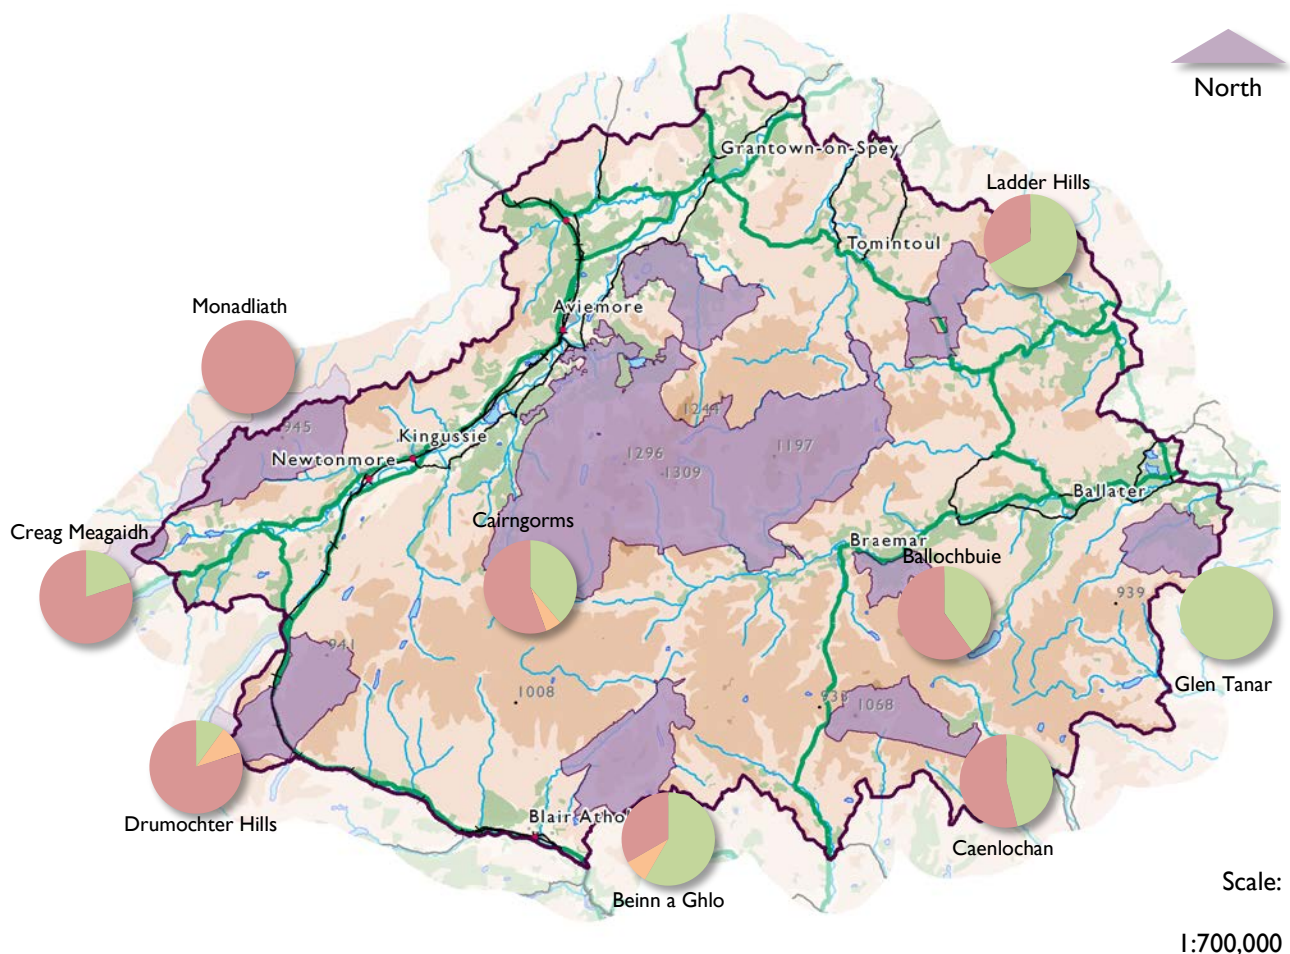 North
Grantown-on-Spey
Ladder Hills
Tomintoul
Monadliath
Aviemore
1244
945
Kingussie
1197
Newtonmore
1296
1309
Ballater
Cairngorms
Creag Meagaidh
Braemar
Ballochbuie
939
941
Glen Tanar
1008
1068
Drumochter Hills
Blair Athol
Caenlochan
Scale:
Beinn a Ghlo
1:700,000